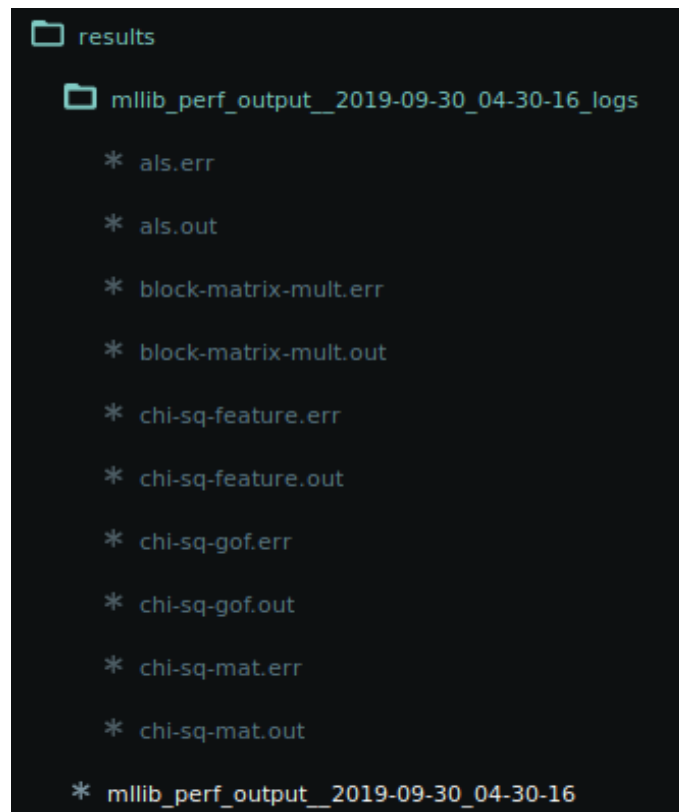 results
mllib_perf_output__2019-09-30_04-30-16_logs
* als.err
* als.out
* block-matrix-mult.err
* block-matrix-mult.out
* chi-sq-feature.err
* chi-sq-feature.out
* chi-sq-gof.err
* chi-sq-gof.out
* chi-sq-mat.err
* chi-sq-mat.out
* mllib_perf_output__2019-09-30_04-30-16